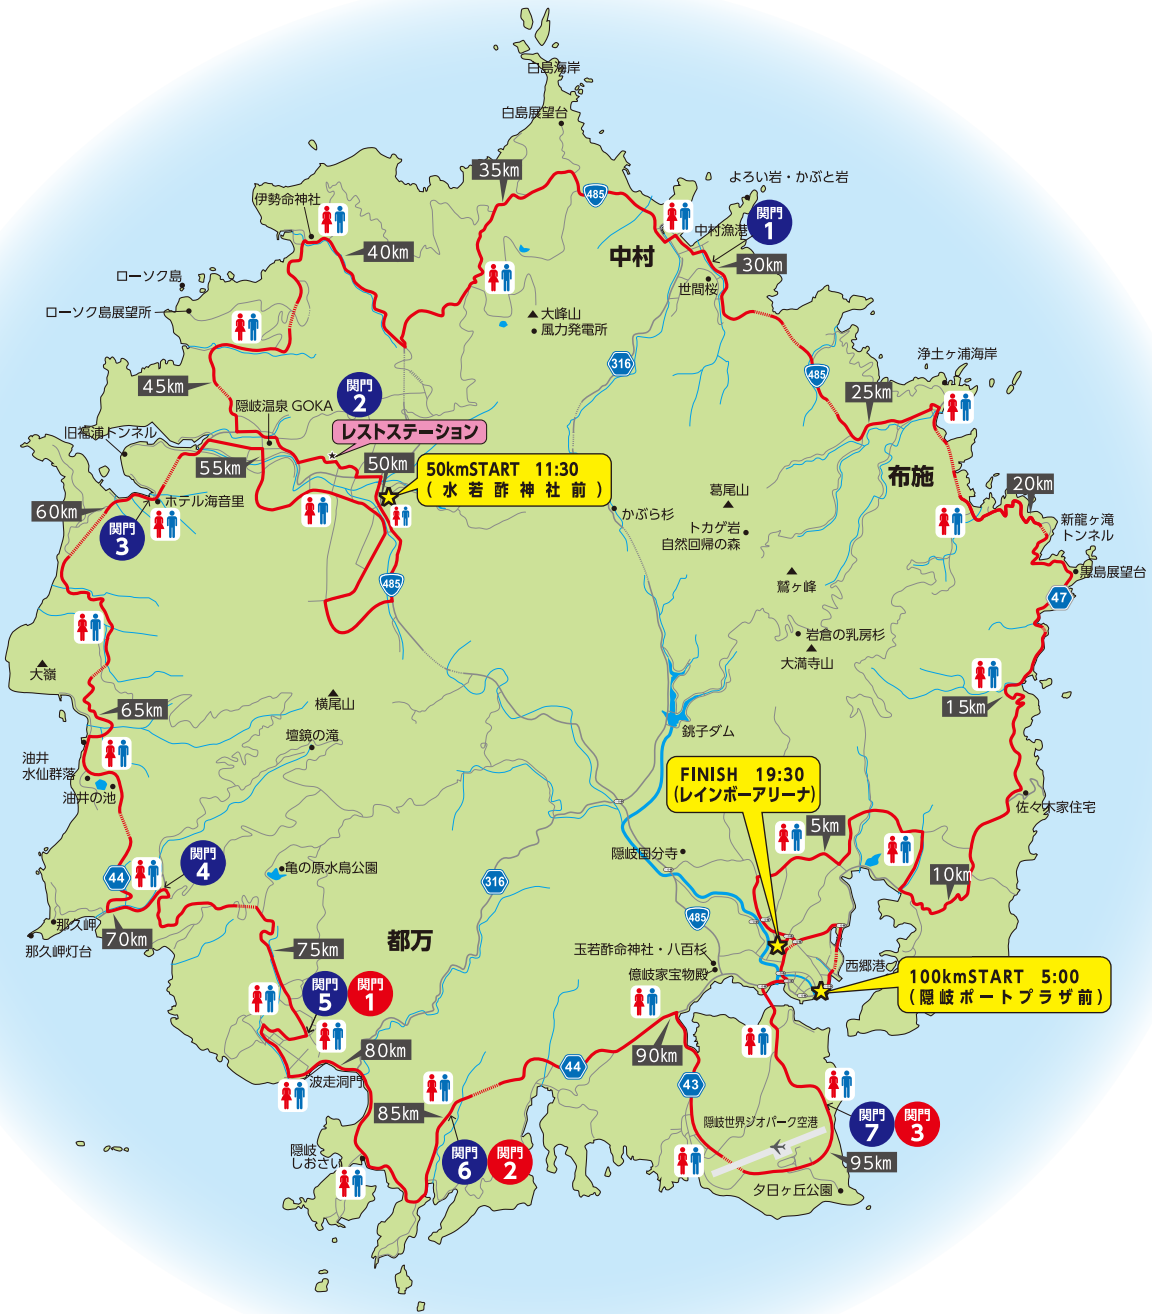 白島海岸
白島展望台
35km
485
よろい岩・かぶと岩
伊勢命神社
関門
1
中村漁港
40km
中村
30km
ローソク島
世間桜
ローソク島展望所
大峰山
風力発電所
316
浄土ヶ浦海岸
485
45km
関門
2
25km
隠岐温泉 GOKA
旧福浦トンネル
レストステーション
55km
50km
50kmSTART 11:30
(水若酢神社前)
布施
20km
葛尾山
60km
ホテル海音里
かぶら杉
新龍ヶ滝
トンネル
トカゲ岩
自然回帰の森
関門
3
黒島展望台
485
鷲ヶ峰
47
岩倉の乳房杉
大満寺山
大嶺
横尾山
15km
65km
銚子ダム
壇鏡の滝
油井
水仙群落
油井の池
FINISH 19:30
(レインボーアリーナ)
佐々木家住宅
5km
隠岐国分寺
関門
4
亀の原水鳥公園
44
316
10km
485
那久岬
70km
都万
75km
那久岬灯台
玉若酢命神社・八百杉
億岐家宝物殿
西郷港
100kmSTART 5:00
(隠岐ポートプラザ前)
関門
5
関門
1
80km
90km
波走洞門
44
43
85km
隠岐世界ジオパーク空港
関門
7
関門
3
隠岐
しおさい
関門
6
関門
2
95km
夕日ヶ丘公園